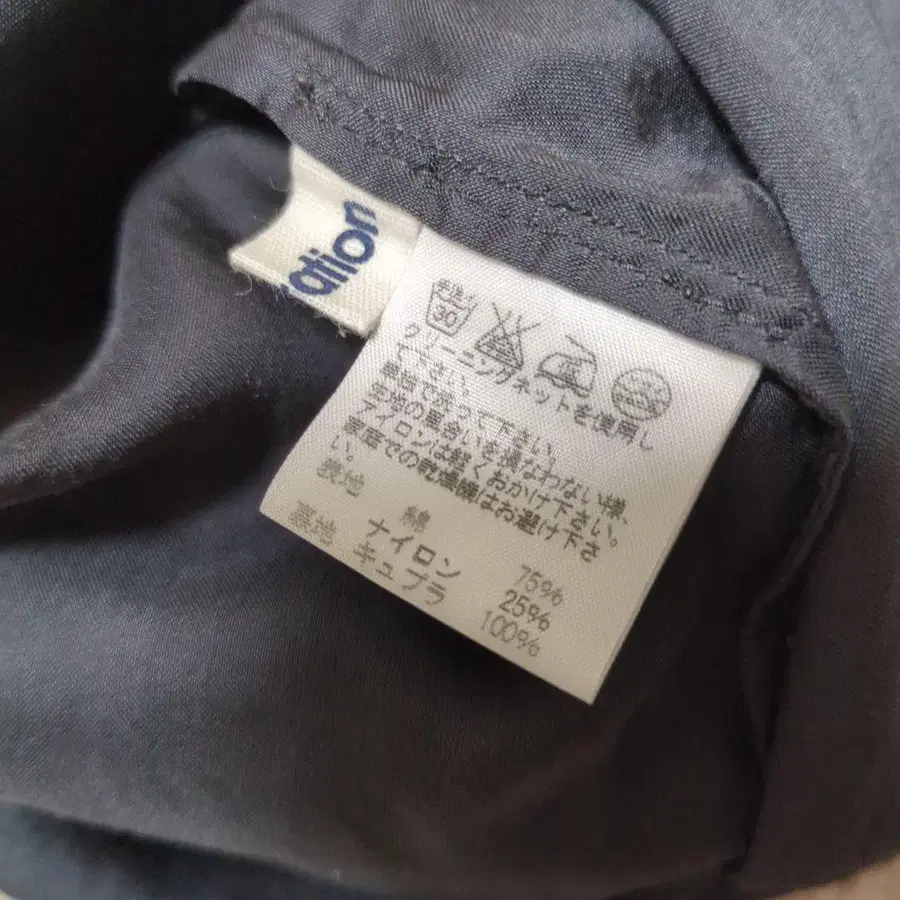 ation
30
クリーニングネットを使用し
て下さい。
単独で洗って下さい。
生地の風合いを損なわない様、
アイロンは軽くおかけ下さい。
家庭での乾燥機はお避け下さ
い。
表地 綿 75%
ナイロン 25%
裏地 キュプラ 100%